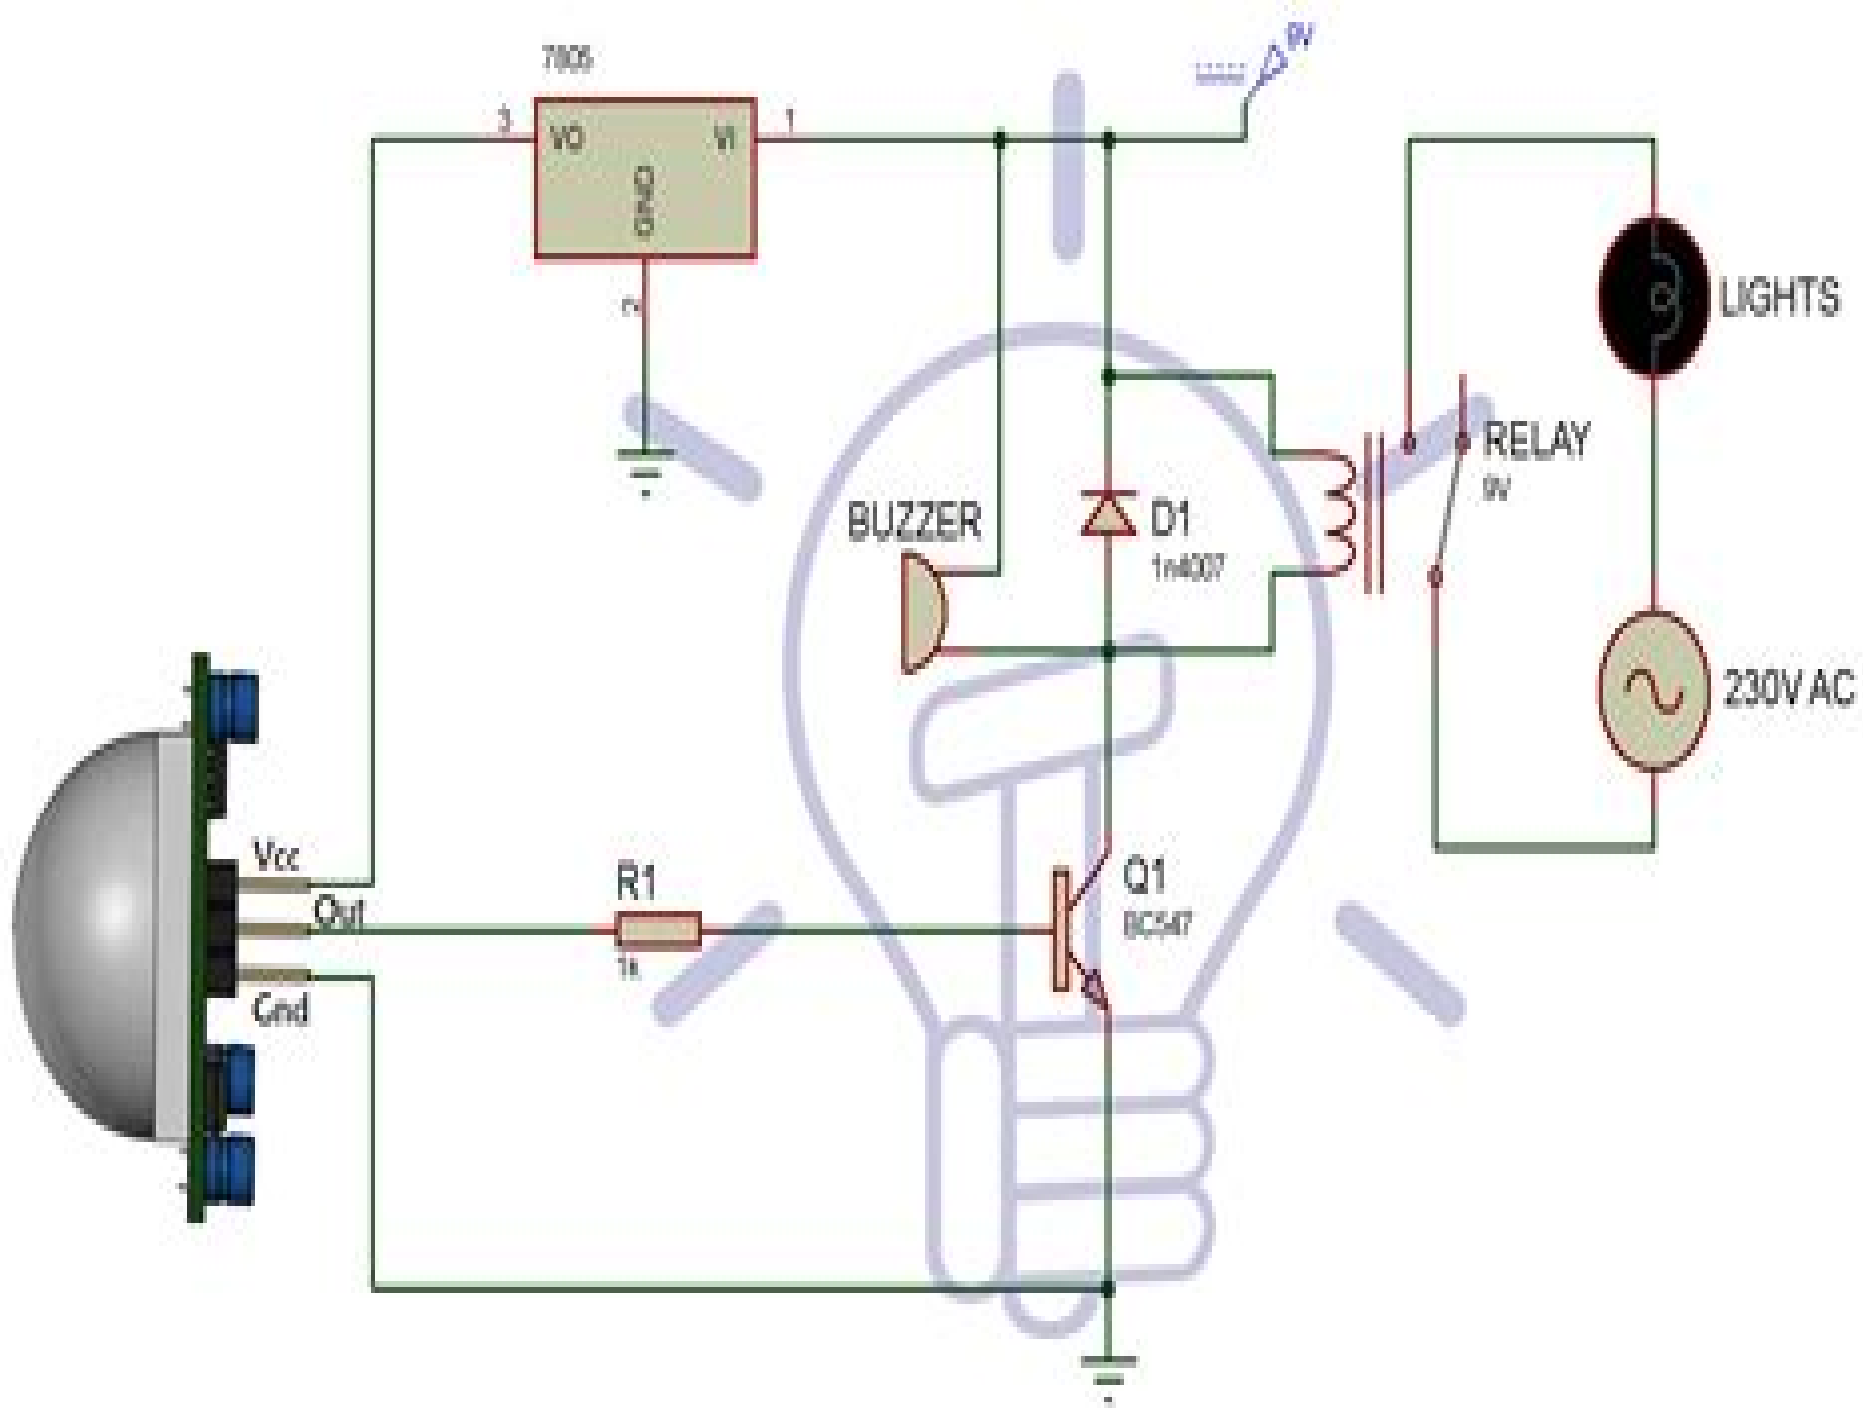 7805
9V
3
VO
VI
1
GND
2
LIGHTS
RELAY
9V
BUZZER
D1
1n4007
230V AC
Vcc
Out
Gnd
R1
1k
Q1
BC547